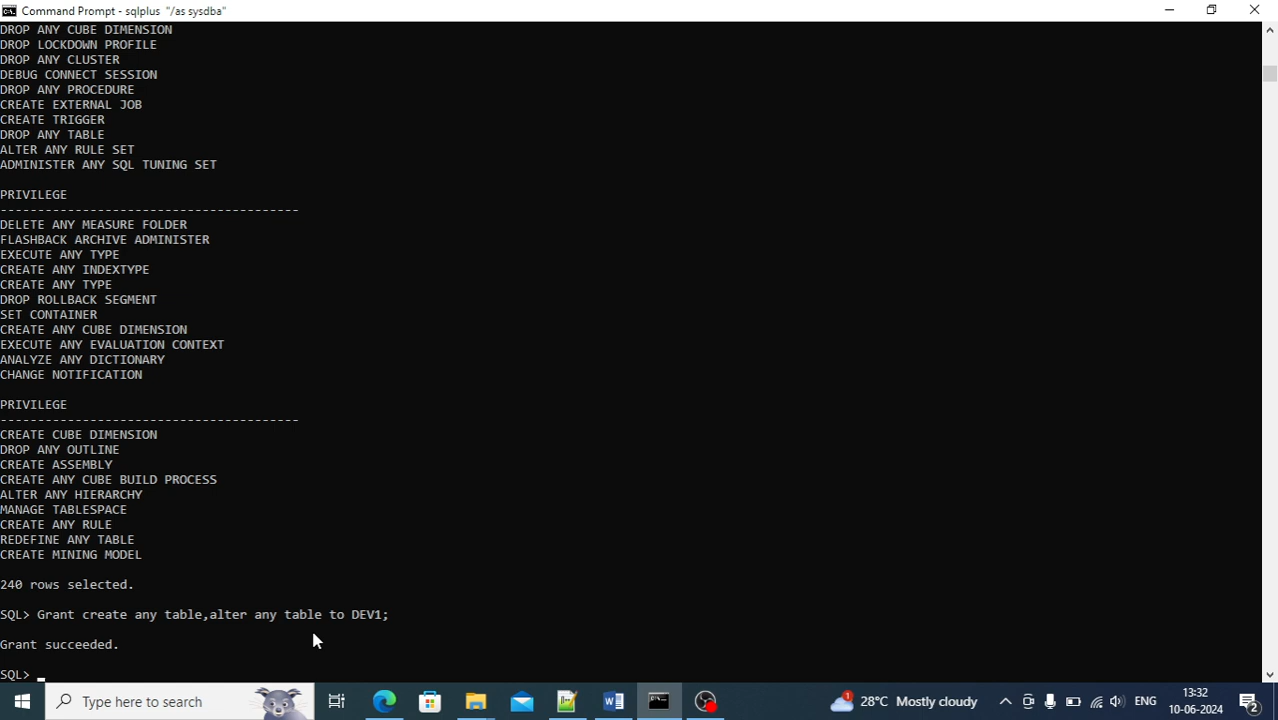 Command Prompt - sqlplus "/as sysdba"
DROP ANY CUBE DIMENSION
DROP LOCKDOWN PROFILE
DROP ANY CLUSTER
DEBUG CONNECT SESSION
DROP ANY PROCEDURE
CREATE EXTERNAL JOB
CREATE TRIGGER
DROP ANY TABLE
ALTER ANY RULE SET
ADMINISTER ANY SQL TUNING SET
PRIVILEGE
----------------------------------------
DELETE ANY MEASURE FOLDER
FLASHBACK ARCHIVE ADMINISTER
EXECUTE ANY TYPE
CREATE ANY INDEXTYPE
CREATE ANY TYPE
DROP ROLLBACK SEGMENT
SET CONTAINER
CREATE ANY CUBE DIMENSION
EXECUTE ANY EVALUATION CONTEXT
ANALYZE ANY DICTIONARY
CHANGE NOTIFICATION
PRIVILEGE
----------------------------------------
CREATE CUBE DIMENSION
DROP ANY OUTLINE
CREATE ASSEMBLY
CREATE ANY CUBE BUILD PROCESS
ALTER ANY HIERARCHY
MANAGE TABLESPACE
CREATE ANY RULE
REDEFINE ANY TABLE
CREATE MINING MODEL
240 rows selected.
SQL> Grant create any table,alter any table to DEV1;
Grant succeeded.
SQL>
Type here to search
1
28°C Mostly cloudy
ENG
13:32
10-06-2024
2